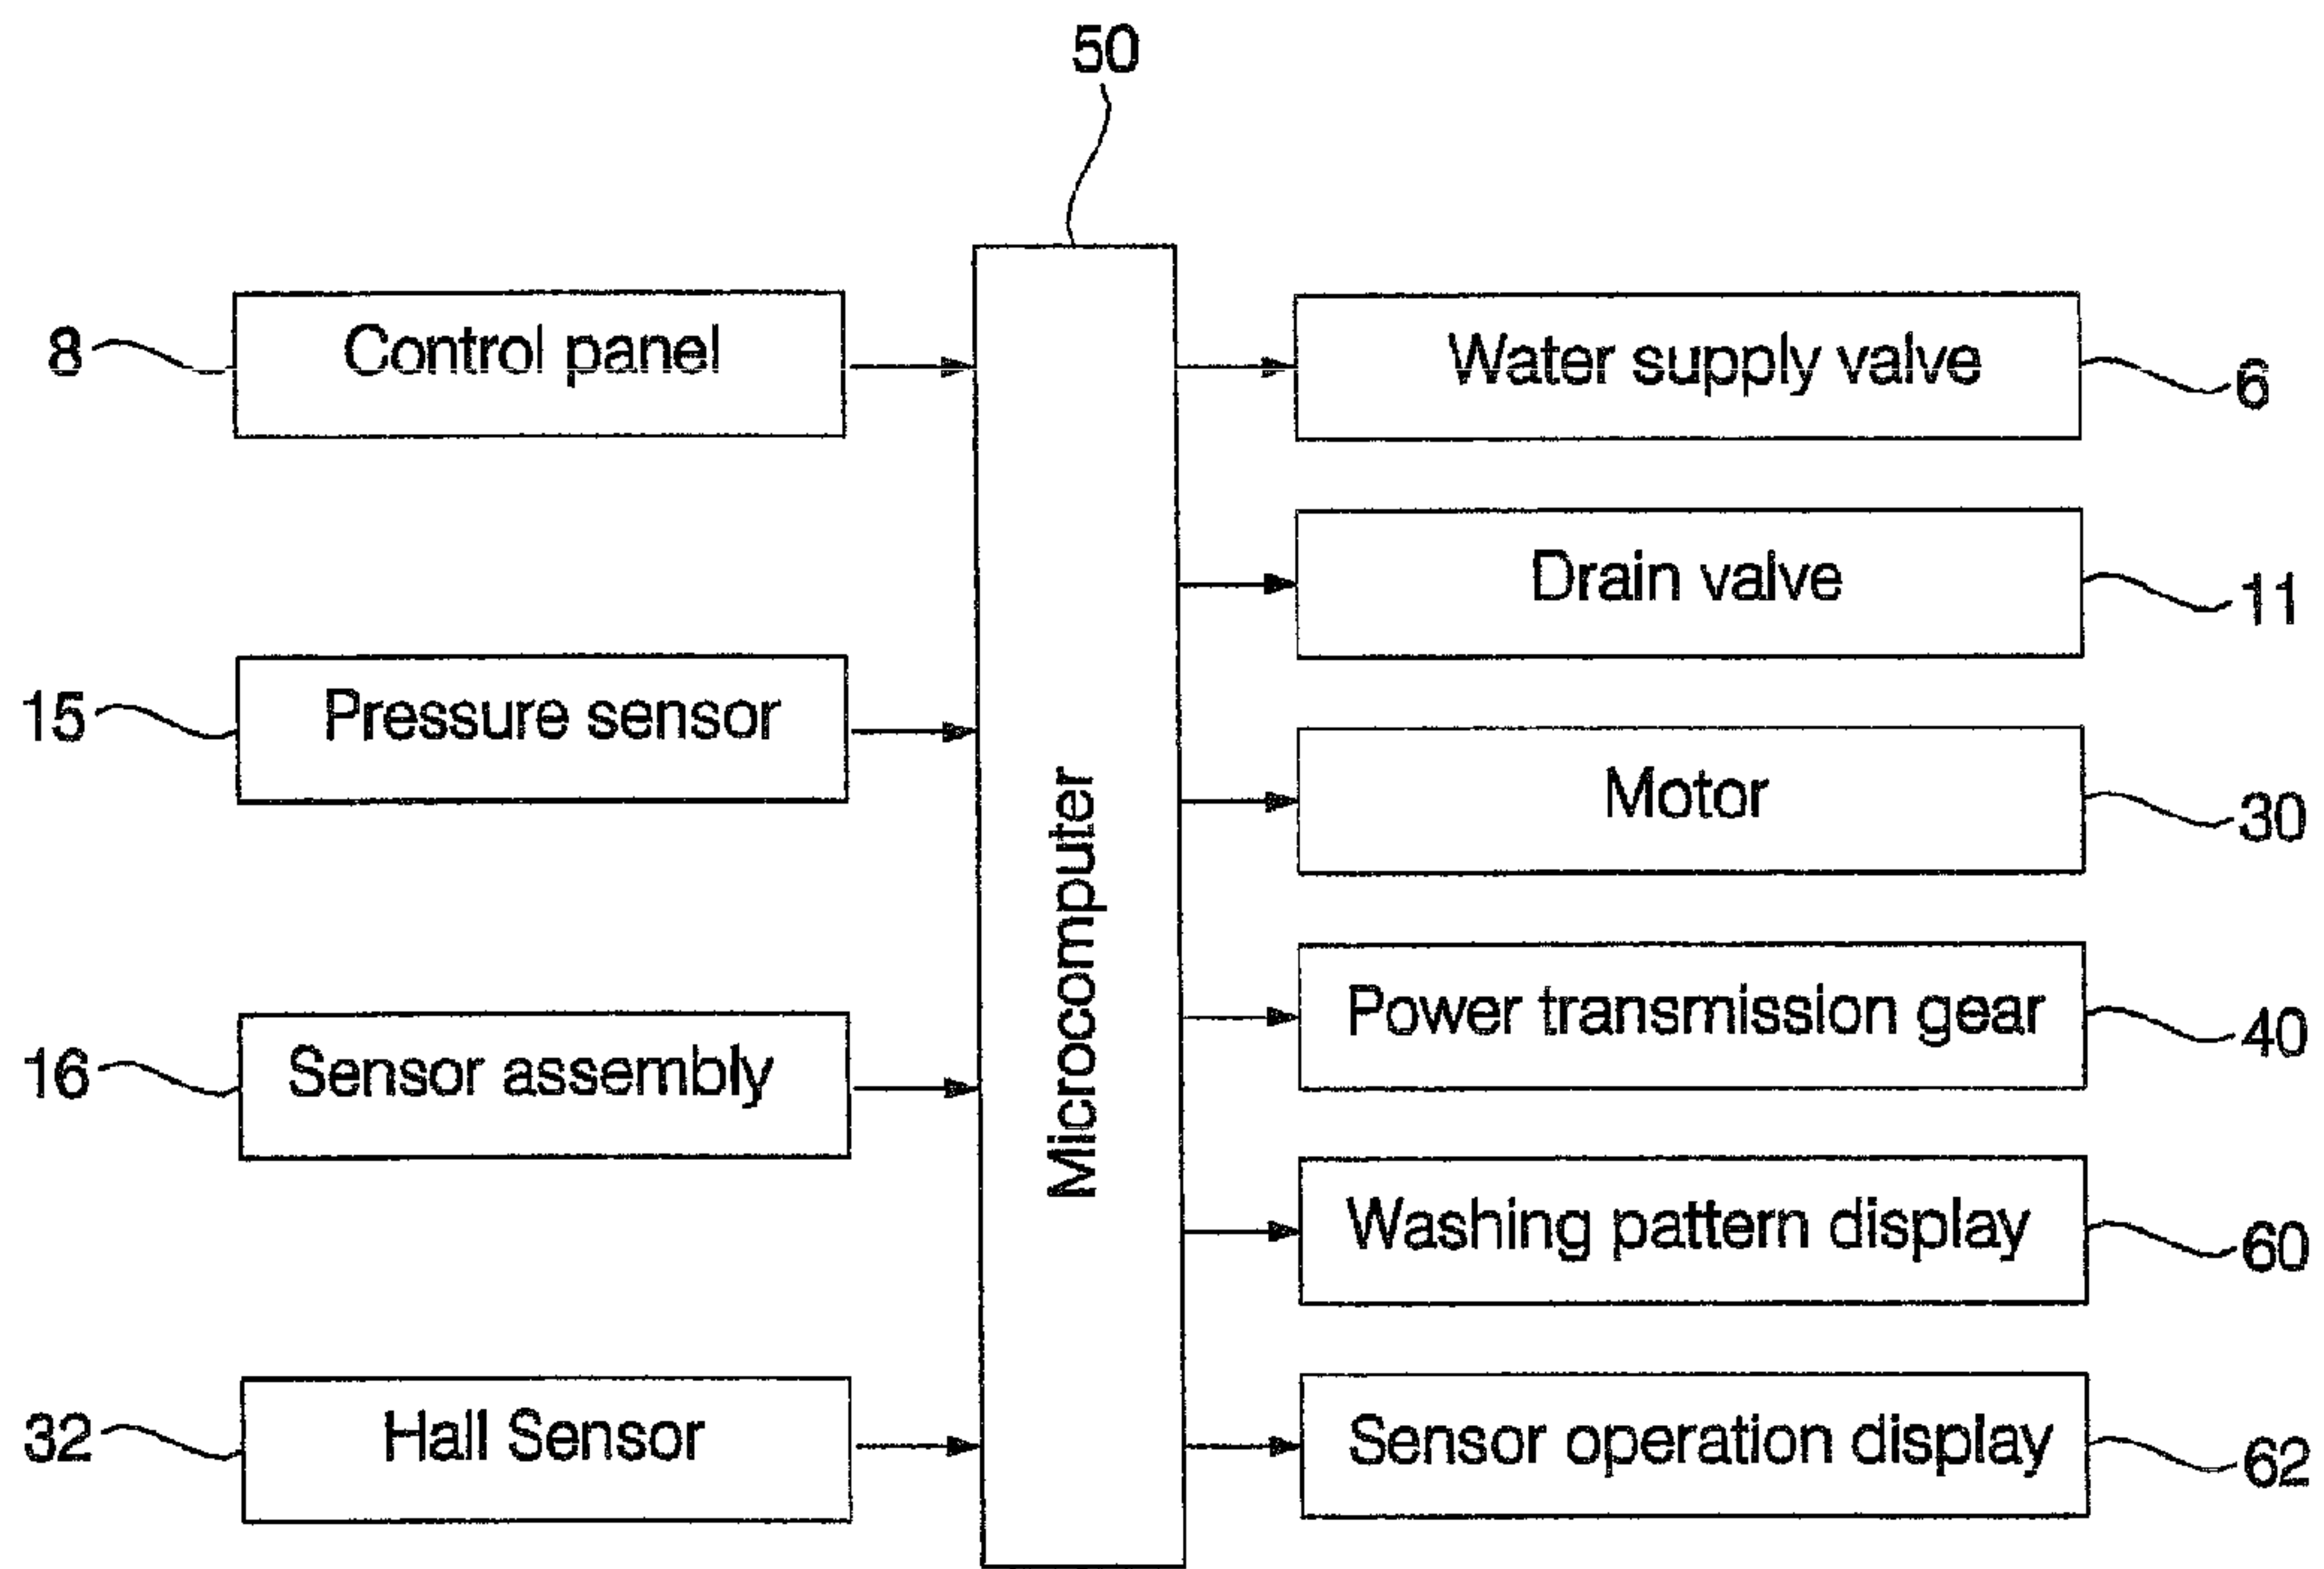 50
8 Control panel
Water supply valve 6
Drain valve 11
15 Pressure sensor
Motor 30
Microcomputer
Power transmission gear 40
16 Sensor assembly
Washing pattern display 60
32 Hall Sensor
Sensor operation display 62